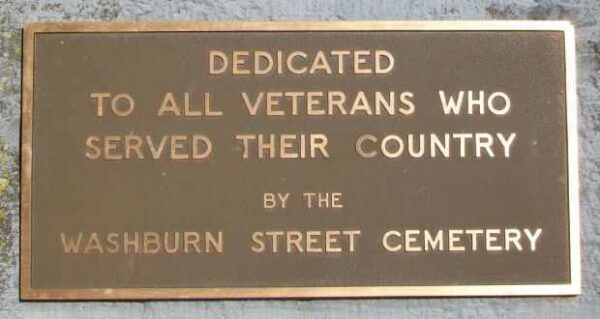 DEDICATED
TO ALL VETERANS WHO
SERVED THEIR COUNTRY
BY THE
WASHBURN STREET CEMETERY